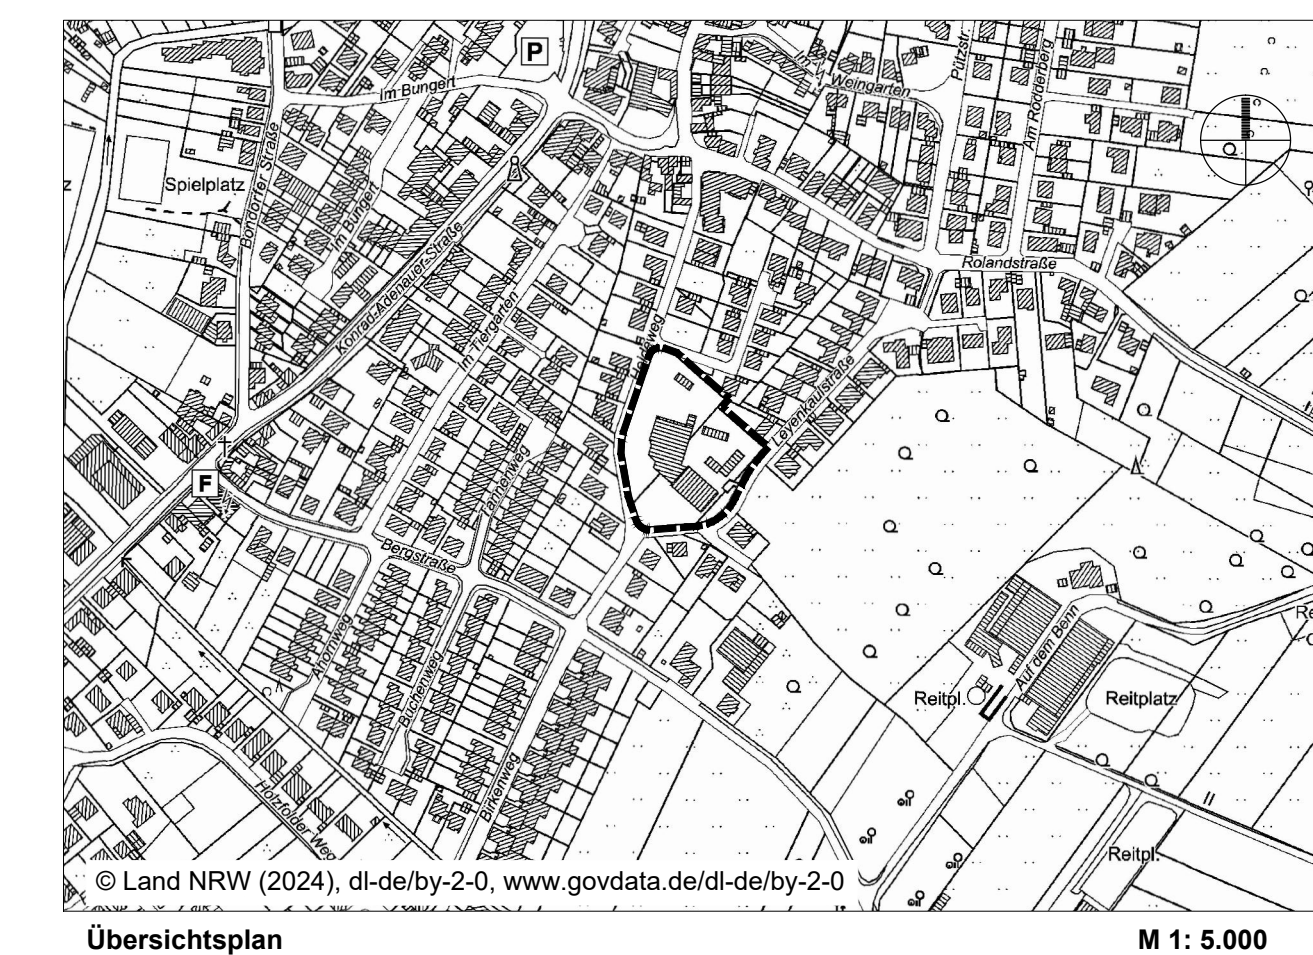 P
Im Bungert
Im Weingarten
Pützstr.
Am Rodderberg
Spielplatz
Bondorfer Straße
Im Bungert
Konrad-Adenauer-Straße
Im Tiergarten
Rolandstraße
Heideweg
Leyenkaulstraße
F
Tannenweg
Bergstraße
Ahornweg
Buchenweg
Birkenweg
Holzfolder Weg
Auf dem Benn
Reitpl.
Reitplatz
Reitpl.
© Land NRW (2024), dl-de/by-2-0, www.govdata.de/dl-de/by-2-0
Übersichtsplan
M 1: 5.000